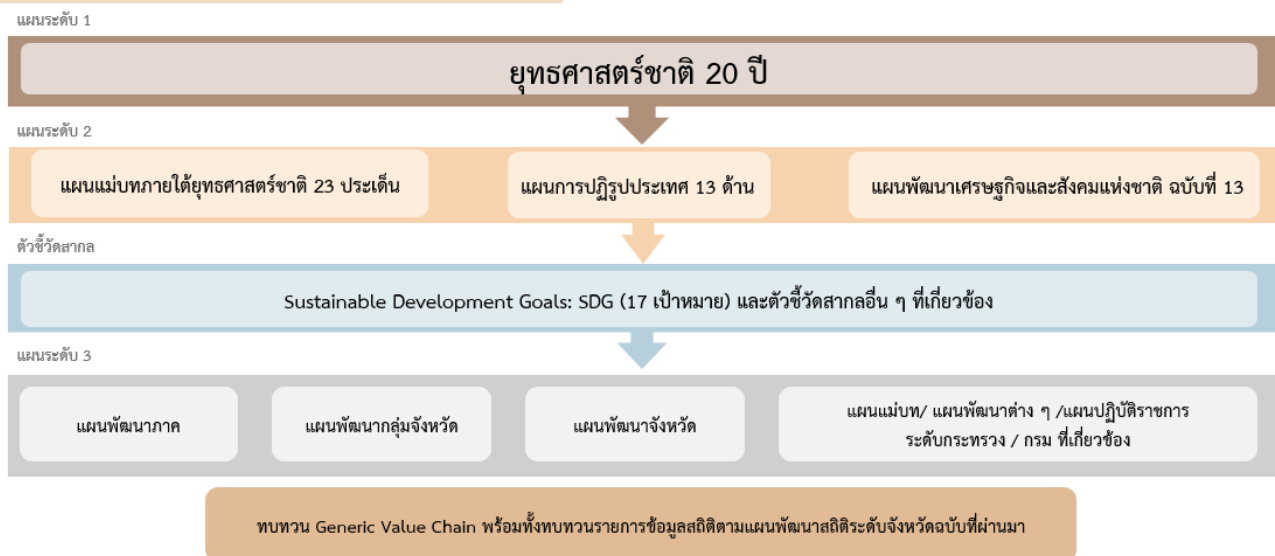 แผนระดับ 1
ยุทธศาสตร์ชาติ 20 ปี
แผนระดับ 2
แผนแม่บทภายใต้ยุทธศาสตร์ชาติ 23 ประเด็น
แผนการปฏิรูปประเทศ 13 ด้าน
แผนพัฒนาเศรษฐกิจและสังคมแห่งชาติ ฉบับที่ 13
ตัวชี้วัดสากล
Sustainable Development Goals: SDG (17 เป้าหมาย) และตัวชี้วัดสากลอื่น ๆ ที่เกี่ยวข้อง
แผนระดับ 3
แผนพัฒนาภาค
แผนพัฒนากลุ่มจังหวัด
แผนพัฒนาจังหวัด
แผนแม่บท/ แผนพัฒนาต่าง ๆ /แผนปฏิบัติราชการ
ระดับกระทรวง / กรม ที่เกี่ยวข้อง
ทบทวน Generic Value Chain พร้อมทั้งทบทวนรายการข้อมูลสถิติตามแผนพัฒนาสถิติระดับจังหวัดฉบับที่ผ่านมา